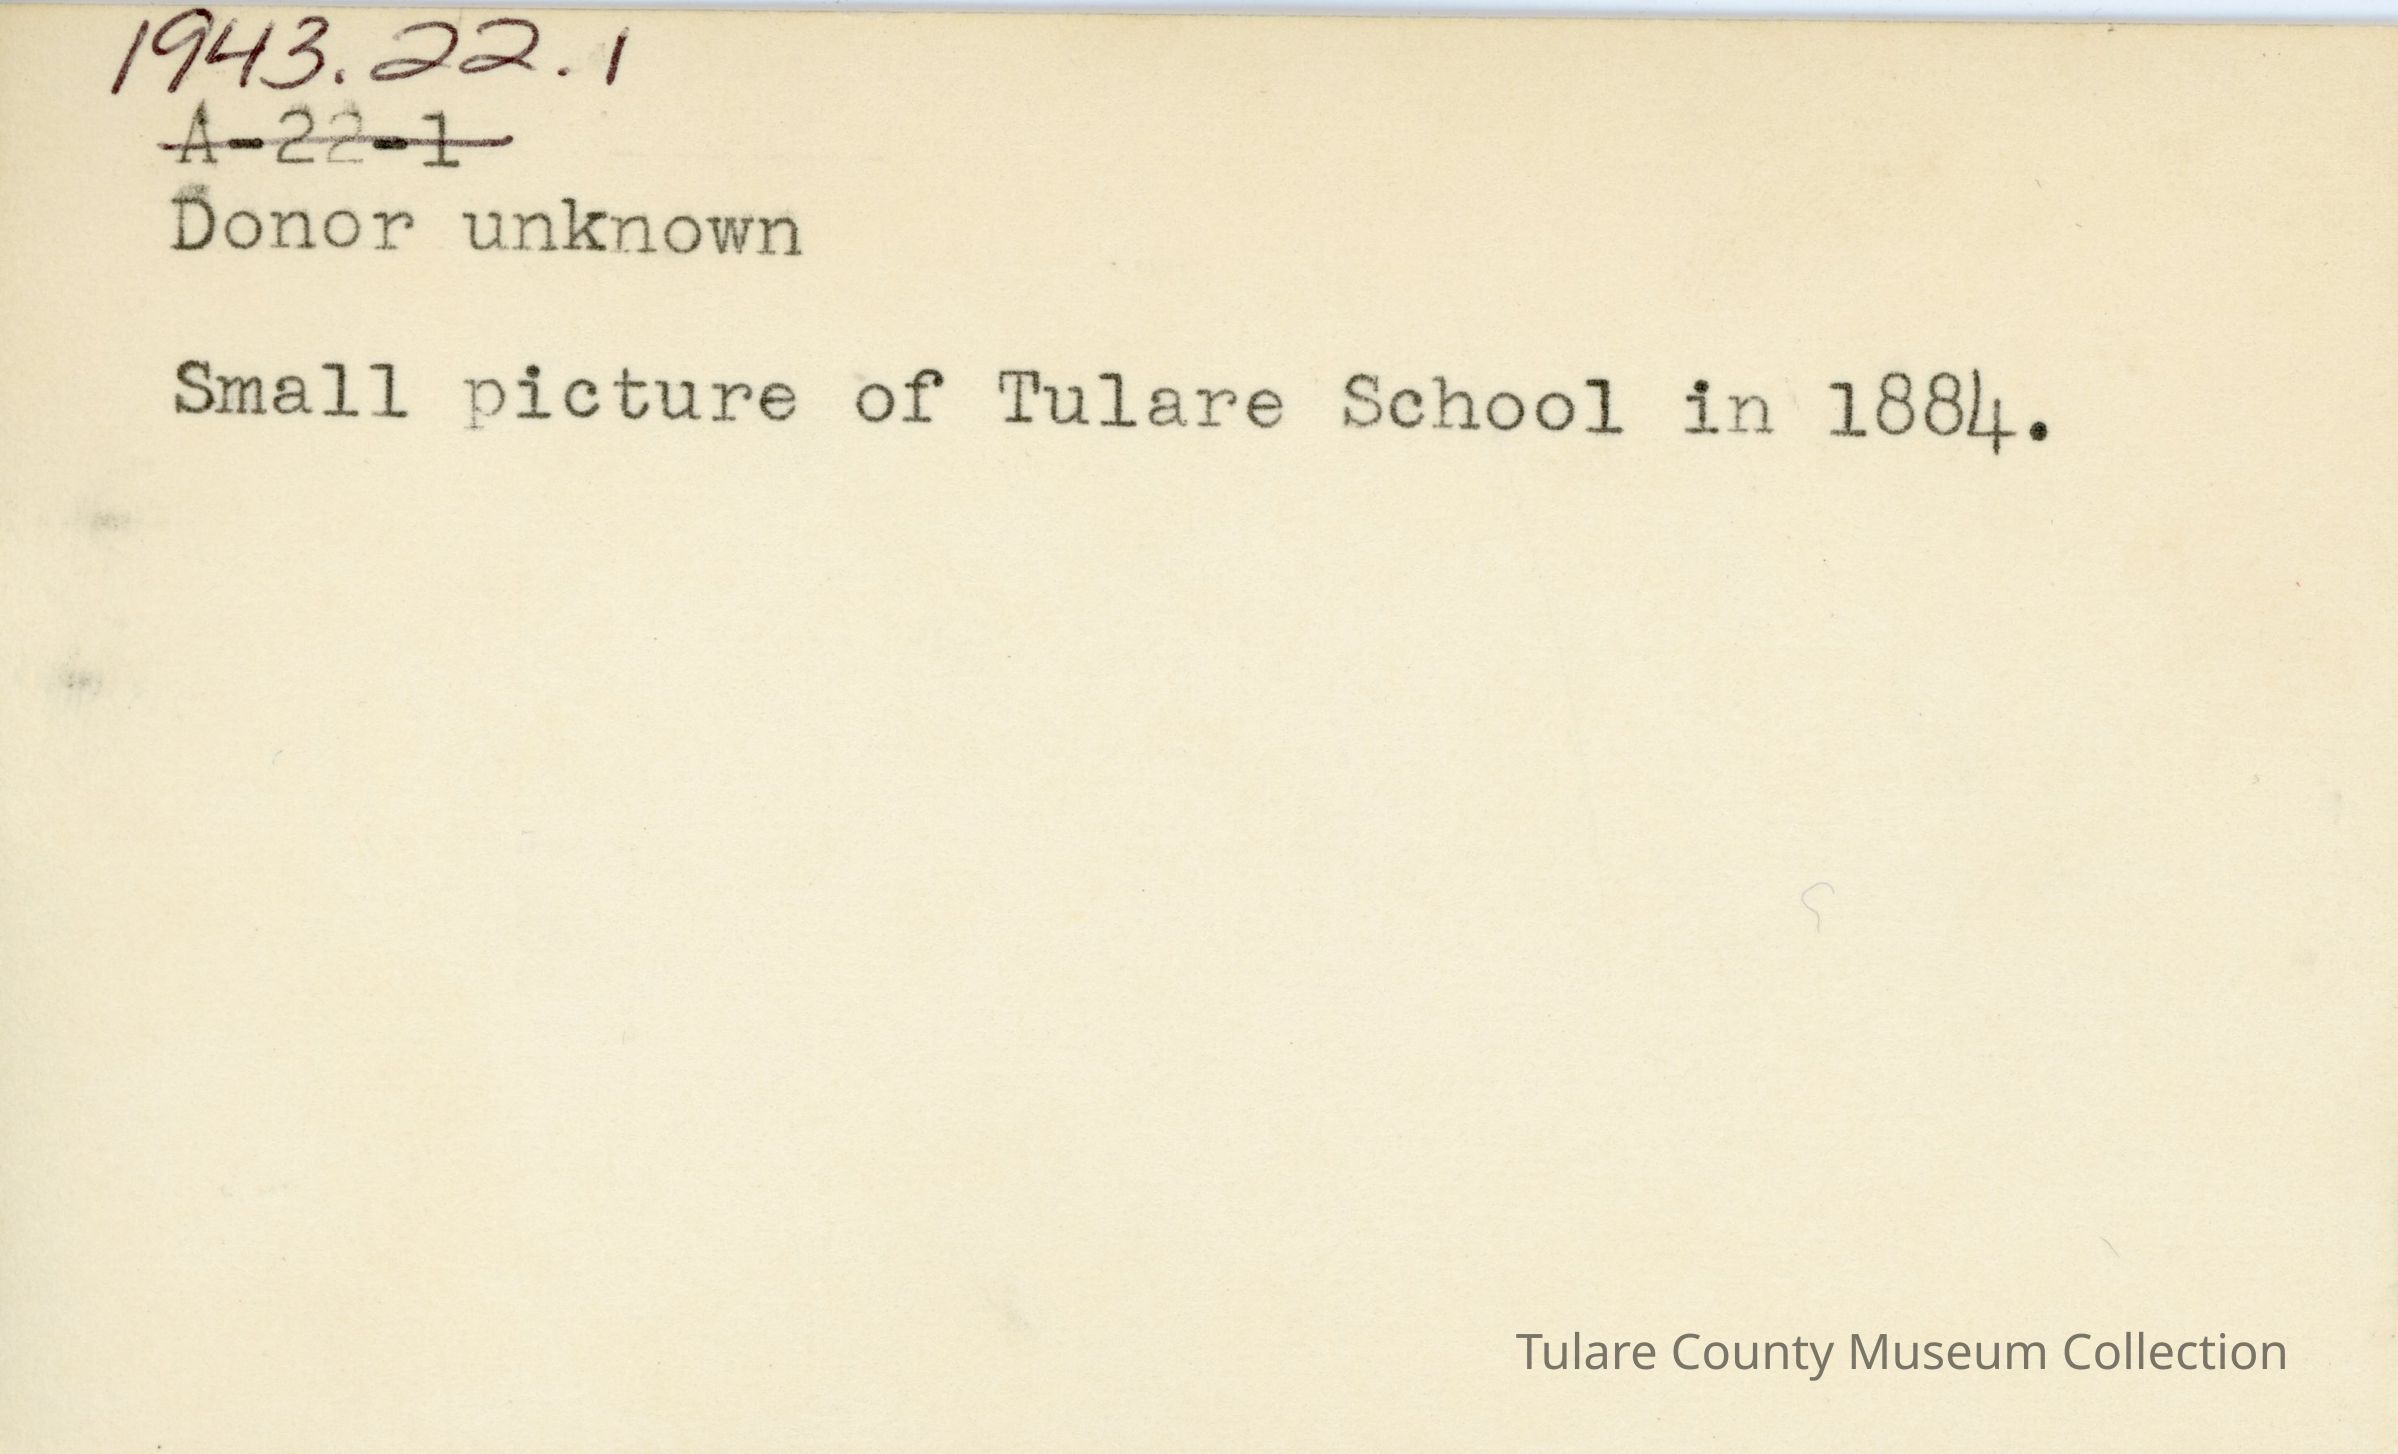 1943.22.1
A-22-1
Donor unknown
Small picture of Tulare School in 1884.
Tulare County Museum Collection